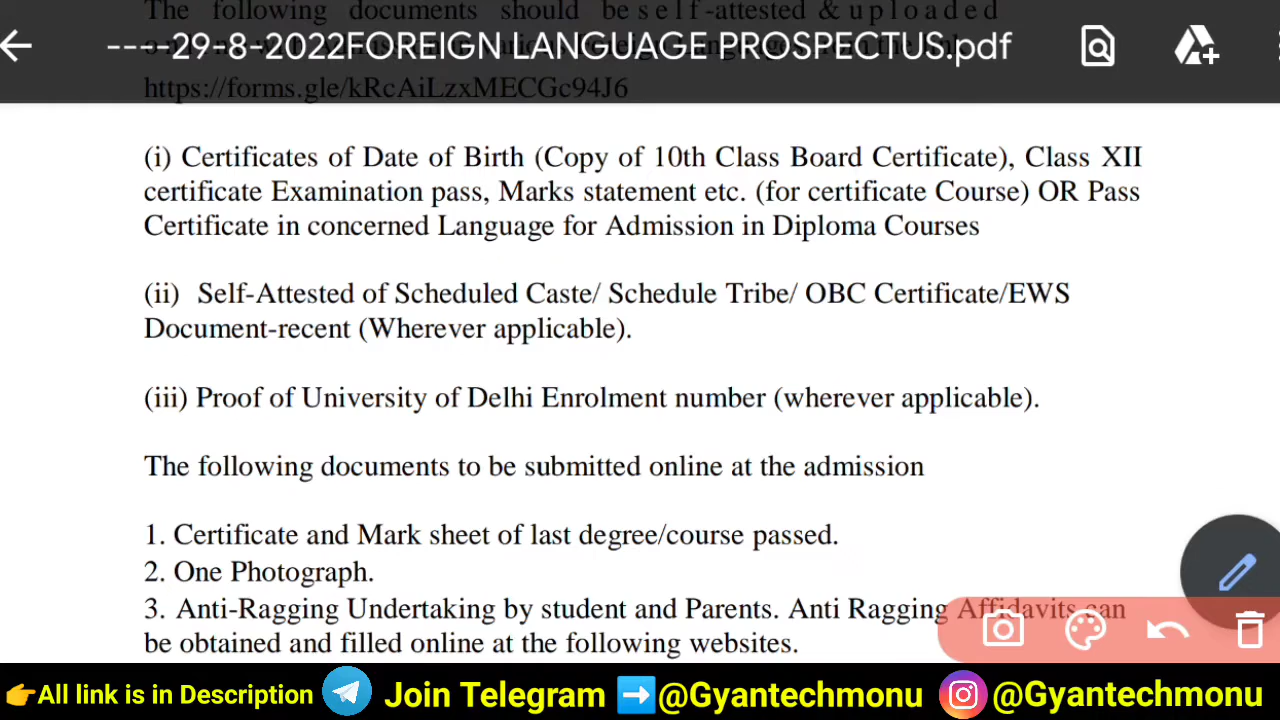 The following documents should be self-attested & uploaded
----29-8-2022FOREIGN LANGUAGE PROSPECTUS.pdf
https://forms.gle/kRcAiLzxMECGc94J6
(i) Certificates of Date of Birth (Copy of 10th Class Board Certificate), Class XII
certificate Examination pass, Marks statement etc. (for certificate Course) OR Pass
Certificate in concerned Language for Admission in Diploma Courses
(ii) Self-Attested of Scheduled Caste/ Schedule Tribe/ OBC Certificate/EWS
Document-recent (Wherever applicable).
(iii) Proof of University of Delhi Enrolment number (wherever applicable).
The following documents to be submitted online at the admission
1. Certificate and Mark sheet of last degree/course passed.
2. One Photograph.
3. Anti-Ragging Undertaking by student and Parents. Anti Ragging Affidavits can
be obtained and filled online at the following websites.
All link is in Description Join Telegram @Gyantechmonu @Gyantechmonu